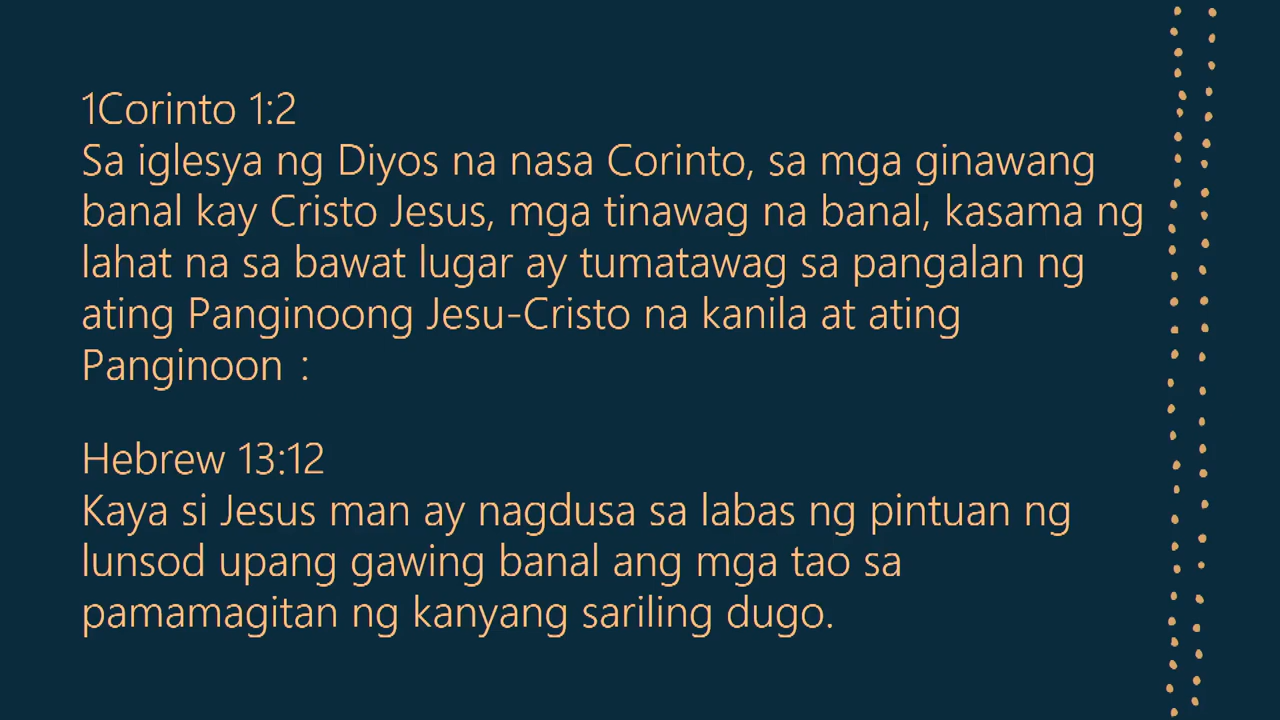 1Corinto 1:2
Sa iglesya ng Diyos na nasa Corinto, sa mga ginawang
banal kay Cristo Jesus, mga tinawag na banal, kasama ng
lahat na sa bawat lugar ay tumatawag sa pangalan ng
ating Panginoong Jesu-Cristo na kanila at ating
Panginoon :
Hebrew 13:12
Kaya si Jesus man ay nagdusa sa labas ng pintuan ng
lunsod upang gawing banal ang mga tao sa
pamamagitan ng kanyang sariling dugo.